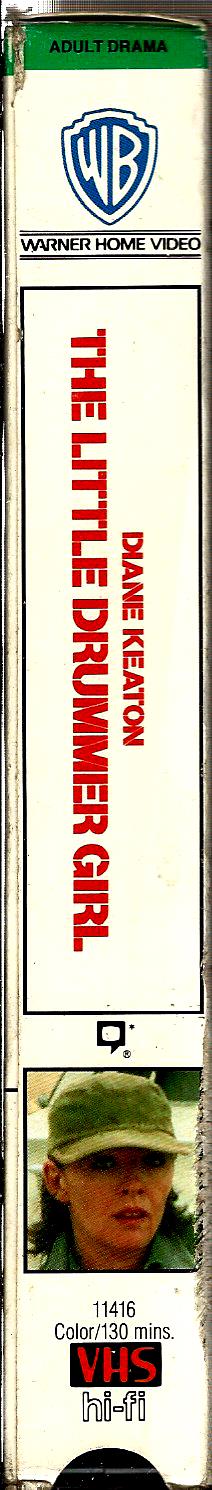 ADULT DRAMA
WB
WARNER HOME VIDEO
DIANE KEATON
THE LITTLE DRUMMER GIRL
*
®
11416
Color/130 mins.
VHS
hi-fi